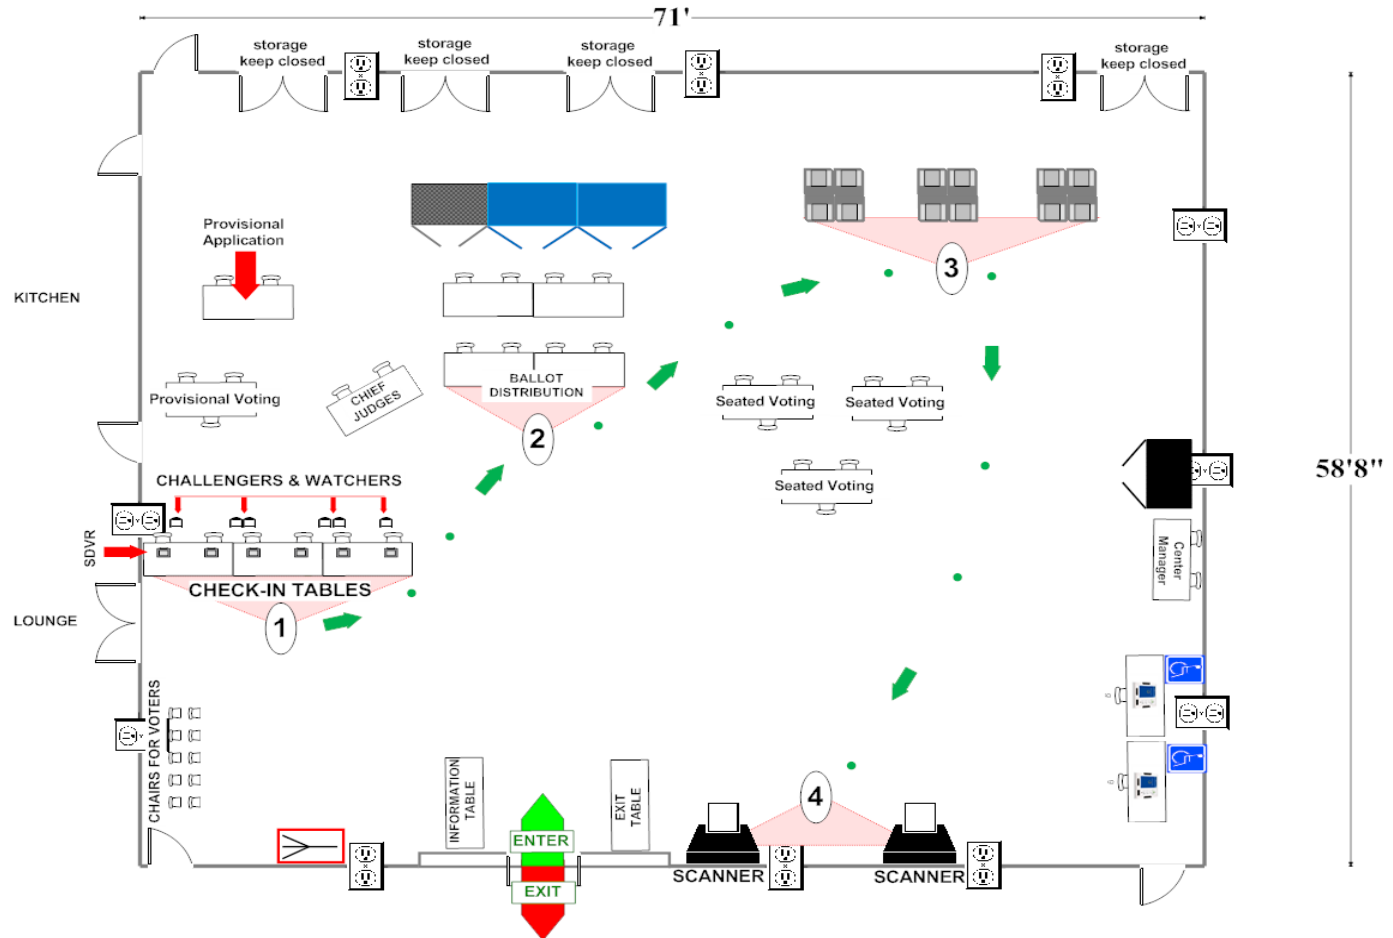 71'
storage
keep closed
storage
keep closed
storage
keep closed
storage
keep closed
Provisional
Application
3
KITCHEN
BALLOT
DISTRIBUTION
CHIEF
JUDGES
Provisional Voting
Seated Voting
Seated Voting
2
58'8"
CHALLENGERS & WATCHERS
Seated Voting
SDVR
Center
Manager
CHECK-IN TABLES
LOUNGE
1
CHAIRS FOR VOTERS
INFORMATION
TABLE
EXIT
TABLE
4
ENTER
EXIT
SCANNER
SCANNER